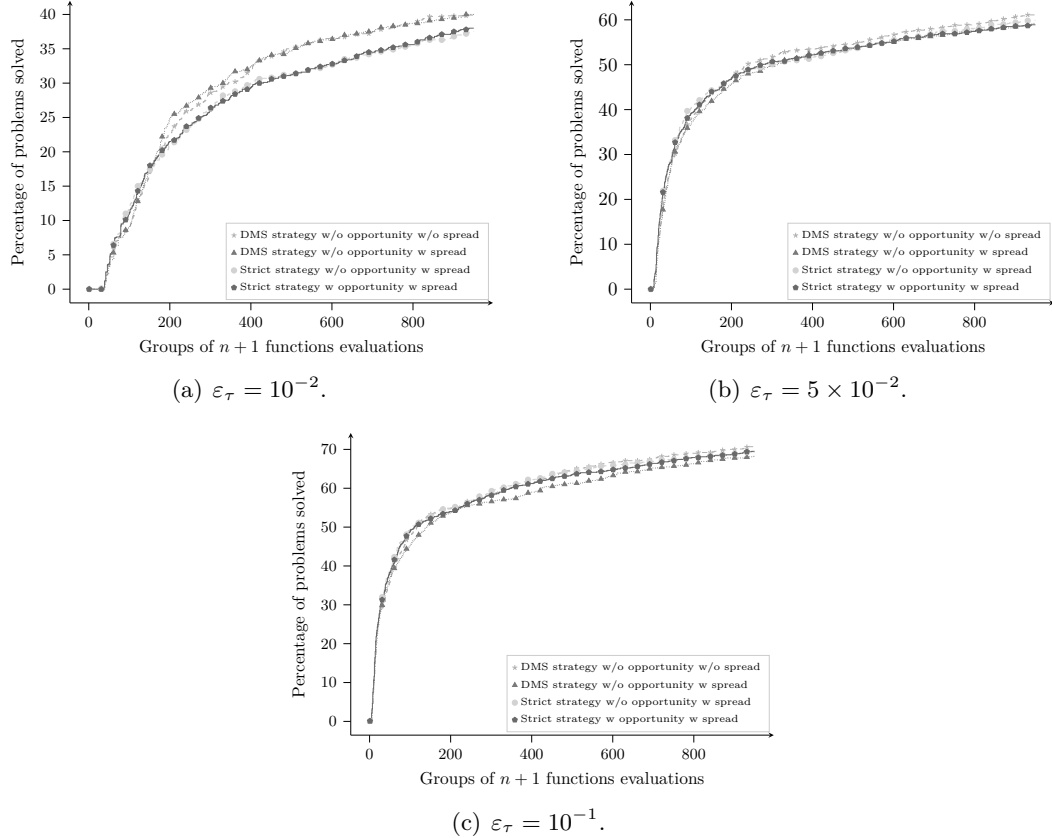 40
35
30
25
20
15
10
5
0
Percentage of problems solved
0 200 400 600 800
Groups of n + 1 functions evaluations
DMS strategy w/o opportunity w/o spread
DMS strategy w/o opportunity w spread
Strict strategy w/o opportunity w spread
Strict strategy w opportunity w spread
(a) ε_τ = 10⁻².
60
50
40
30
20
10
0
Percentage of problems solved
0 200 400 600 800
Groups of n + 1 functions evaluations
DMS strategy w/o opportunity w/o spread
DMS strategy w/o opportunity w spread
Strict strategy w/o opportunity w spread
Strict strategy w opportunity w spread
(b) ε_τ = 5 × 10⁻².
70
60
50
40
30
20
10
0
Percentage of problems solved
0 200 400 600 800
Groups of n + 1 functions evaluations
DMS strategy w/o opportunity w/o spread
DMS strategy w/o opportunity w spread
Strict strategy w/o opportunity w spread
Strict strategy w opportunity w spread
(c) ε_τ = 10⁻¹.